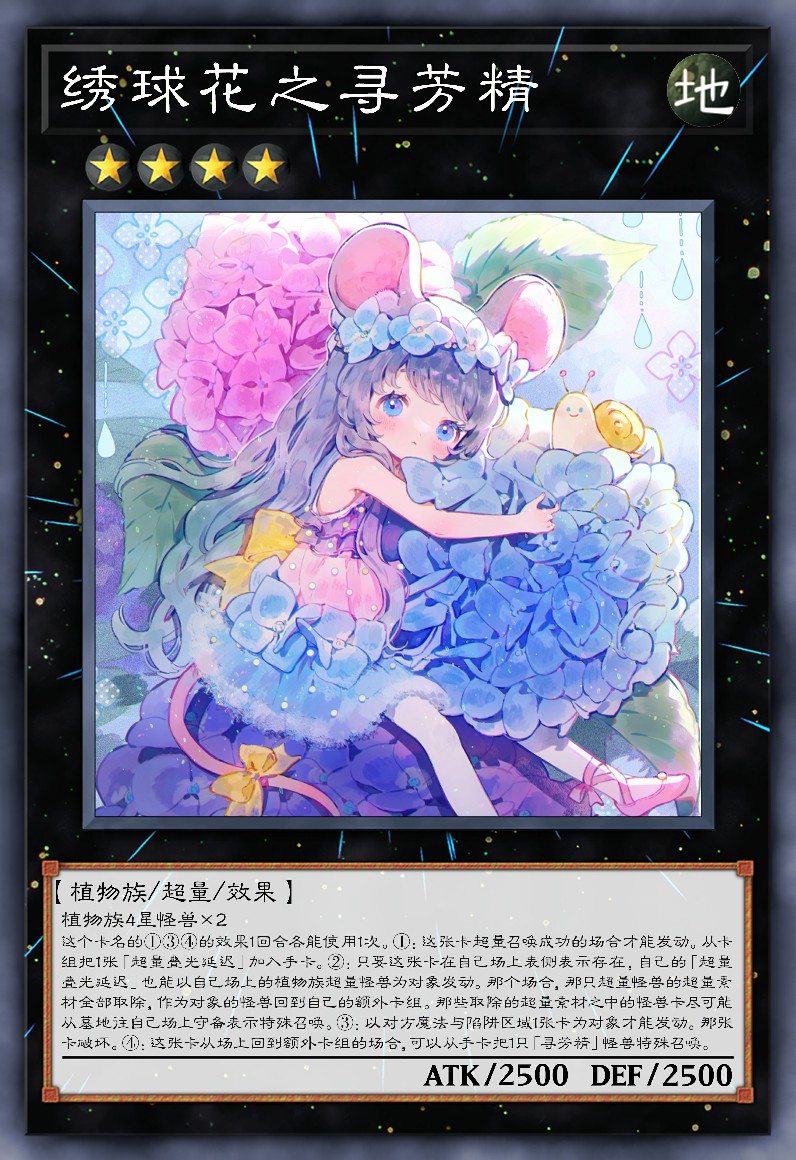 绣球花之寻芳精
地
【植物族/超量/效果】
植物族4星怪兽×2
这个卡名的①③④的效果1回合各能使用1次。①：这张卡超量召唤成功的场合才能发动。从卡
组把1张「超量叠光延迟」加入手卡。②：只要这张卡在自己场上表侧表示存在，自己的「超量
叠光延迟」也能以自己场上的植物族超量怪兽为对象发动。那个场合，那只超量怪兽的超量素
材全部取除，作为对象的怪兽回到自己的额外卡组。那些取除的超量素材之中的怪兽卡尽可能
从墓地往自己场上守备表示特殊召唤。③：以对方魔法与陷阱区域1张卡为对象才能发动。那张
卡破坏。④：这张卡从场上回到额外卡组的场合，可以从手卡把1只「寻芳精」怪兽特殊召唤。
ATK/2500 DEF/2500